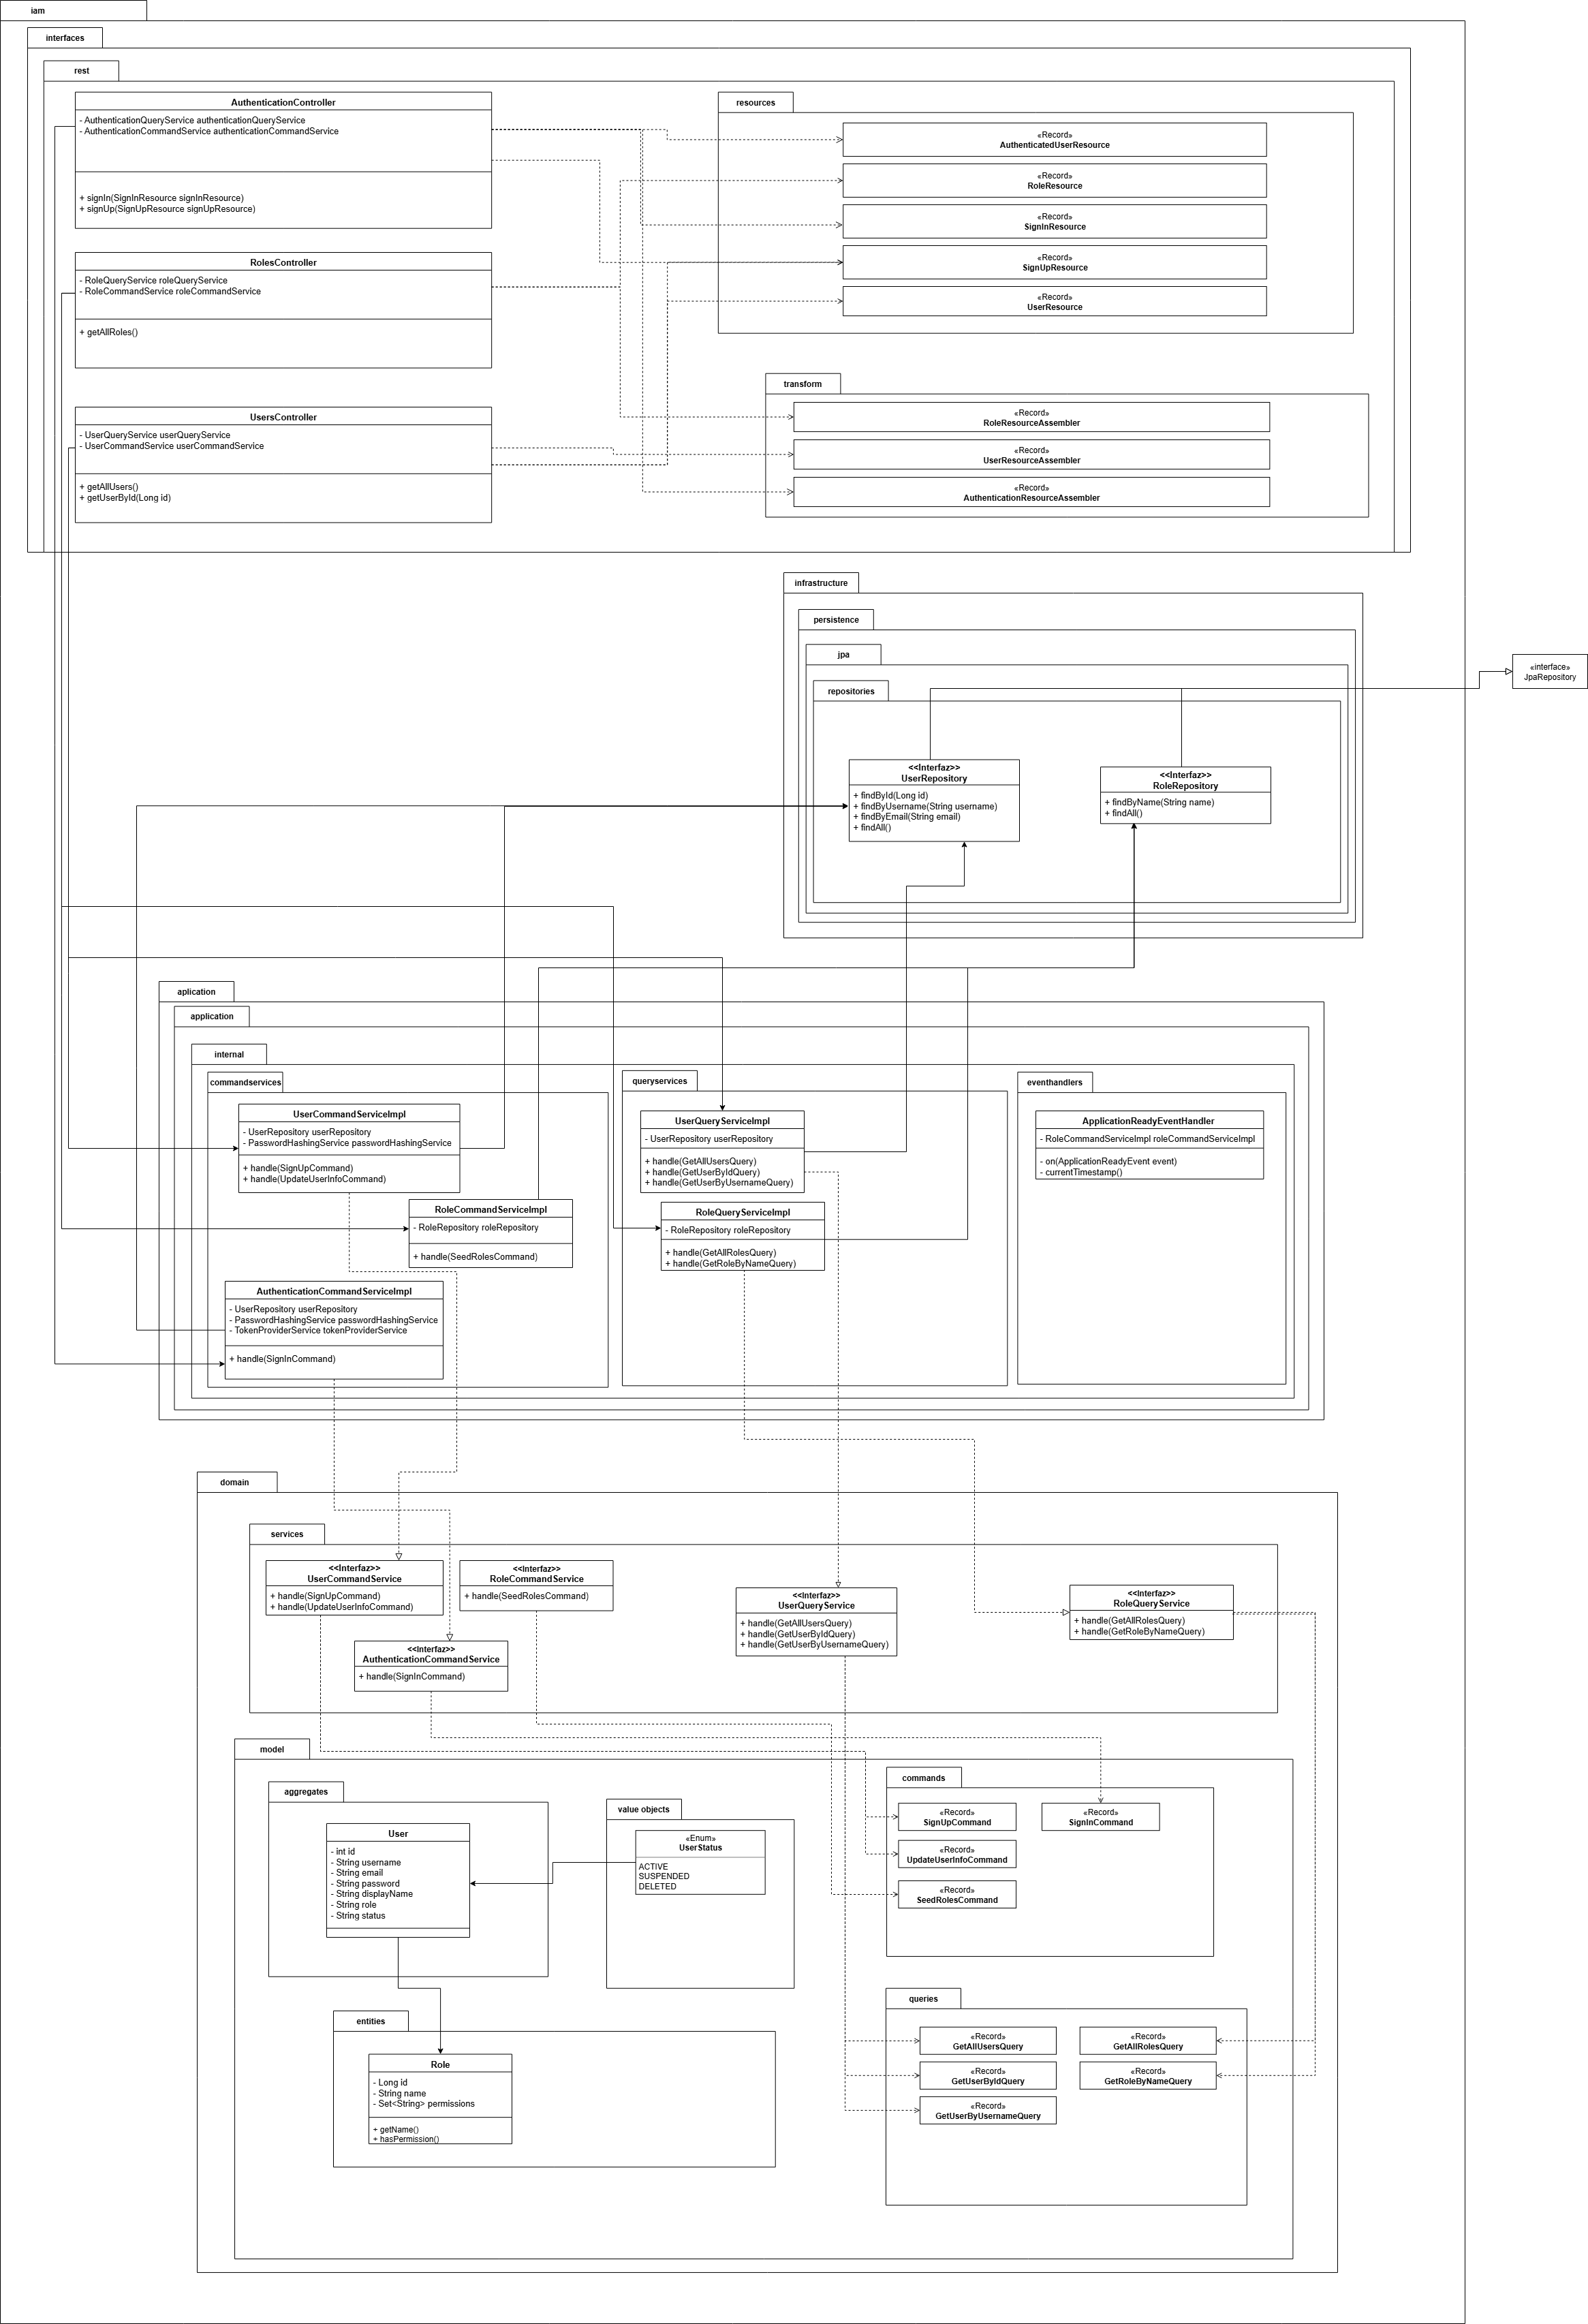 iam
interfaces
rest
AuthenticationController
- AuthenticationQueryService authenticationQueryService
- AuthenticationCommandService authenticationCommandService
+ signIn(SignInResource signInResource)
+ signUp(SignUpResource signUpResource)
RolesController
- RoleQueryService roleQueryService
- RoleCommandService roleCommandService
+ getAllRoles()
UsersController
- UserQueryService userQueryService
- UserCommandService userCommandService
+ getAllUsers()
+ getUserById(Long id)
resources
«Record»
AuthenticatedUserResource
«Record»
RoleResource
«Record»
SignInResource
«Record»
SignUpResource
«Record»
UserResource
transform
«Record»
RoleResourceAssembler
«Record»
UserResourceAssembler
«Record»
AuthenticationResourceAssembler
infrastructure
persistence
jpa
repositories
<<Interfaz>>
UserRepository
+ findById(Long id)
+ findByUsername(String username)
+ findByEmail(String email)
+ findAll()
<<Interfaz>>
RoleRepository
+ findByName(String name)
+ findAll()
«interface»
JpaRepository
aplication
application
internal
commandservices
UserCommandServiceImpl
- UserRepository userRepository
- PasswordHashingService passwordHashingService
+ handle(SignUpCommand)
+ handle(UpdateUserInfoCommand)
RoleCommandServiceImpl
- RoleRepository roleRepository
+ handle(SeedRolesCommand)
AuthenticationCommandServiceImpl
- UserRepository userRepository
- PasswordHashingService passwordHashingService
- TokenProviderService tokenProviderService
+ handle(SignInCommand)
queryservices
UserQueryServiceImpl
- UserRepository userRepository
+ handle(GetAllUsersQuery)
+ handle(GetUserByIdQuery)
+ handle(GetUserByUsernameQuery)
RoleQueryServiceImpl
- RoleRepository roleRepository
+ handle(GetAllRolesQuery)
+ handle(GetRoleByNameQuery)
eventhandlers
ApplicationReadyEventHandler
- RoleCommandServiceImpl roleCommandServiceImpl
- on(ApplicationReadyEvent event)
- currentTimestamp()
domain
services
<<Interfaz>>
UserCommandService
+ handle(SignUpCommand)
+ handle(UpdateUserInfoCommand)
<<Interfaz>>
RoleCommandService
+ handle(SeedRolesCommand)
<<Interfaz>>
AuthenticationCommandService
+ handle(SignInCommand)
<<Interfaz>>
UserQueryService
+ handle(GetAllUsersQuery)
+ handle(GetUserByIdQuery)
+ handle(GetUserByUsernameQuery)
<<Interfaz>>
RoleQueryService
+ handle(GetAllRolesQuery)
+ handle(GetRoleByNameQuery)
model
aggregates
User
- int id
- String username
- String email
- String password
- String displayName
- String role
- String status
value objects
«Enum»
UserStatus
ACTIVE
SUSPENDED
DELETED
entities
Role
- Long id
- String name
- Set<String> permissions
+ getName()
+ hasPermission()
commands
«Record»
SignUpCommand
«Record»
SignInCommand
«Record»
UpdateUserInfoCommand
«Record»
SeedRolesCommand
queries
«Record»
GetAllUsersQuery
«Record»
GetAllRolesQuery
«Record»
GetUserByIdQuery
«Record»
GetRoleByNameQuery
«Record»
GetUserByUsernameQuery